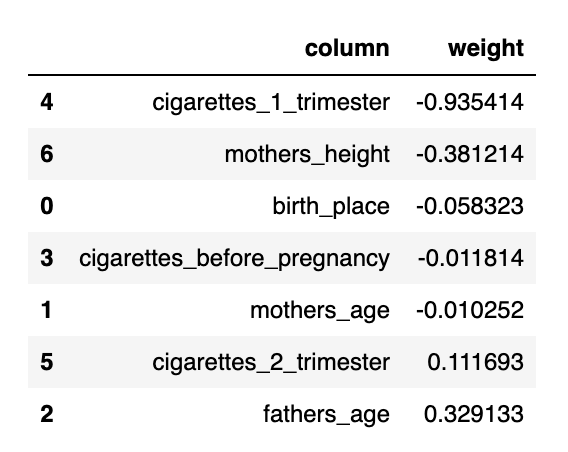 column weight
4 cigarettes_1_trimester -0.935414
6 mothers_height -0.381214
0 birth_place -0.058323
3 cigarettes_before_pregnancy -0.011814
1 mothers_age -0.010252
5 cigarettes_2_trimester 0.111693
2 fathers_age 0.329133